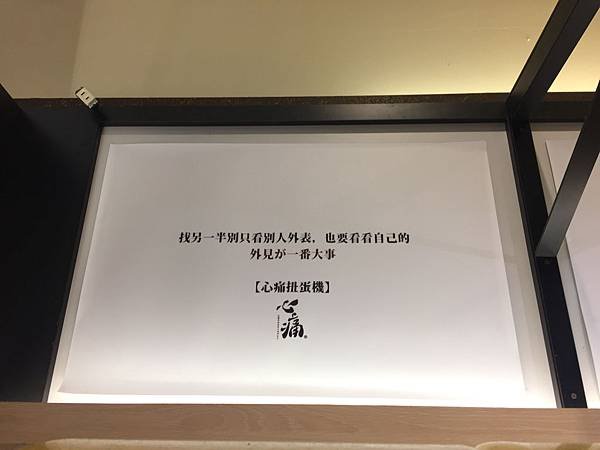 找另一半別只看別人外表，也要看看自己的
外見が一番大事
【心痛扭蛋機】
心痛